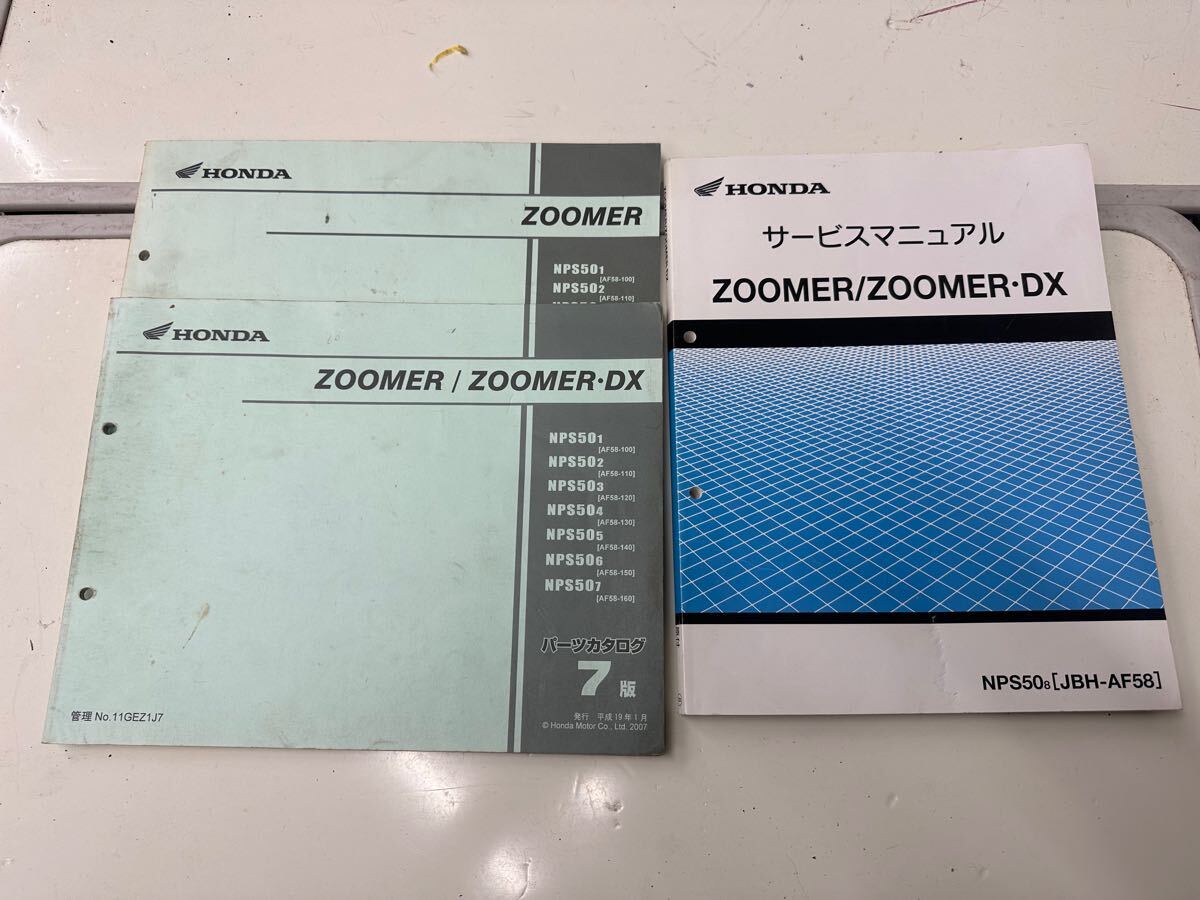 HONDA
ZOOMER
NPS501
[AF58-100]
NPS502
[AF58-110]
HONDA
ZOOMER / ZOOMER・DX
NPS501
[AF58-100]
NPS502
[AF58-110]
NPS503
[AF58-120]
NPS504
[AF58-130]
NPS505
[AF58-140]
NPS506
[AF58-150]
NPS507
[AF58-160]
パーツカタログ
7版
管理 No.11GEZ1J7
発行 平成19年1月
© Honda Motor Co., Ltd. 2007
HONDA
サービスマニュアル
ZOOMER/ZOOMER・DX
NPS508[JBH-AF58]